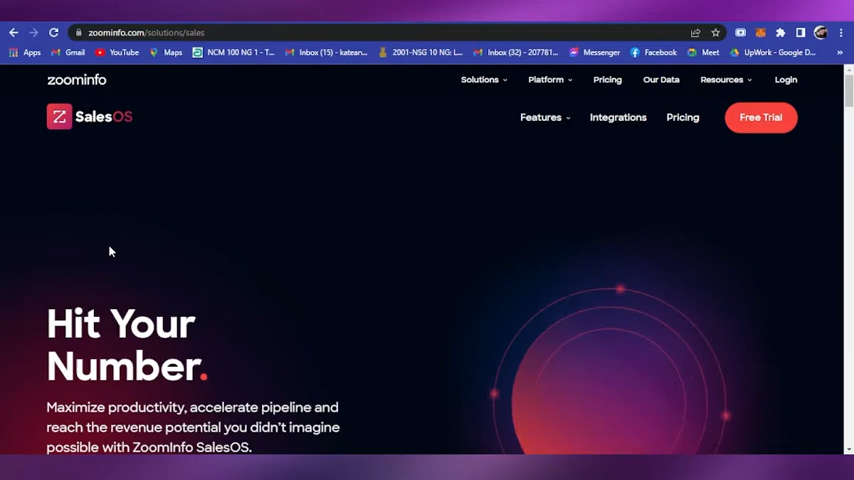 zoominfo.com/solutions/sales
Apps Gmail YouTube Maps NCM 100 NG 1 - T... Inbox (15) - katean... 2001-NSG 10 NG: L... Inbox (32) - 207781... Messenger Facebook Meet UpWork - Google D... »
zoominfo Solutions Platform Pricing Our Data Resources Login
Z SalesOS Features Integrations Pricing Free Trial
Hit Your
Number.
Maximize productivity, accelerate pipeline and
reach the revenue potential you didn't imagine
possible with ZoomInfo SalesOS.